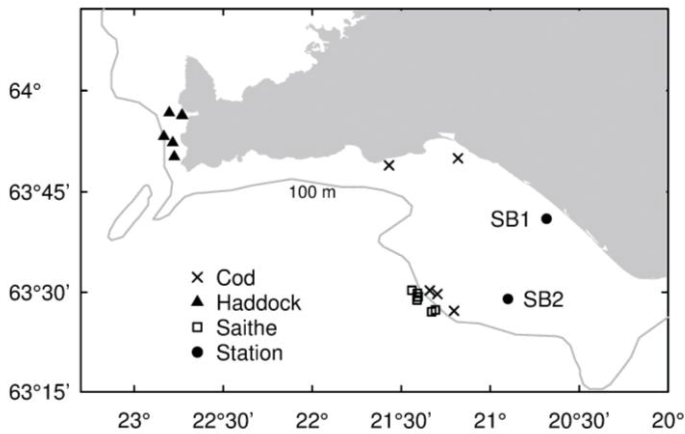 64°
63°45'
100 m
SB1
63°30'
SB2
Cod
Haddock
Saithe
Station
63°15'
23° 22°30' 22° 21°30' 21° 20°30' 20°